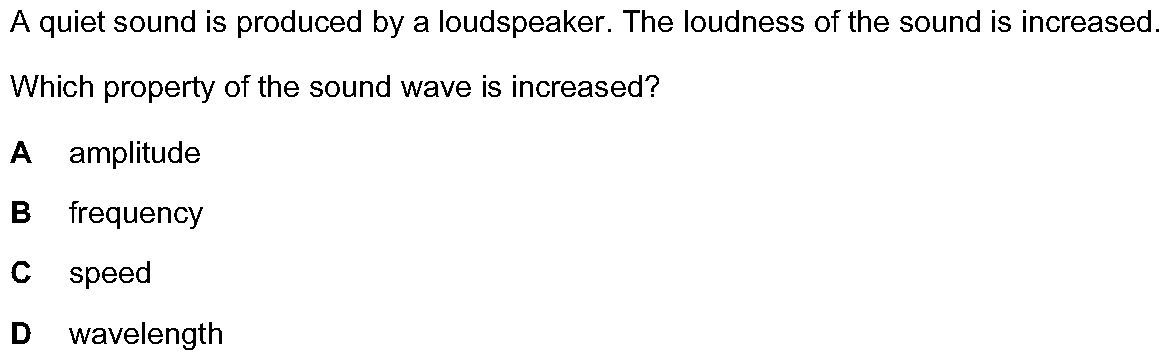 A quiet sound is produced by a loudspeaker. The loudness of the sound is increased.
Which property of the sound wave is increased?
A amplitude
B frequency
C speed
D wavelength